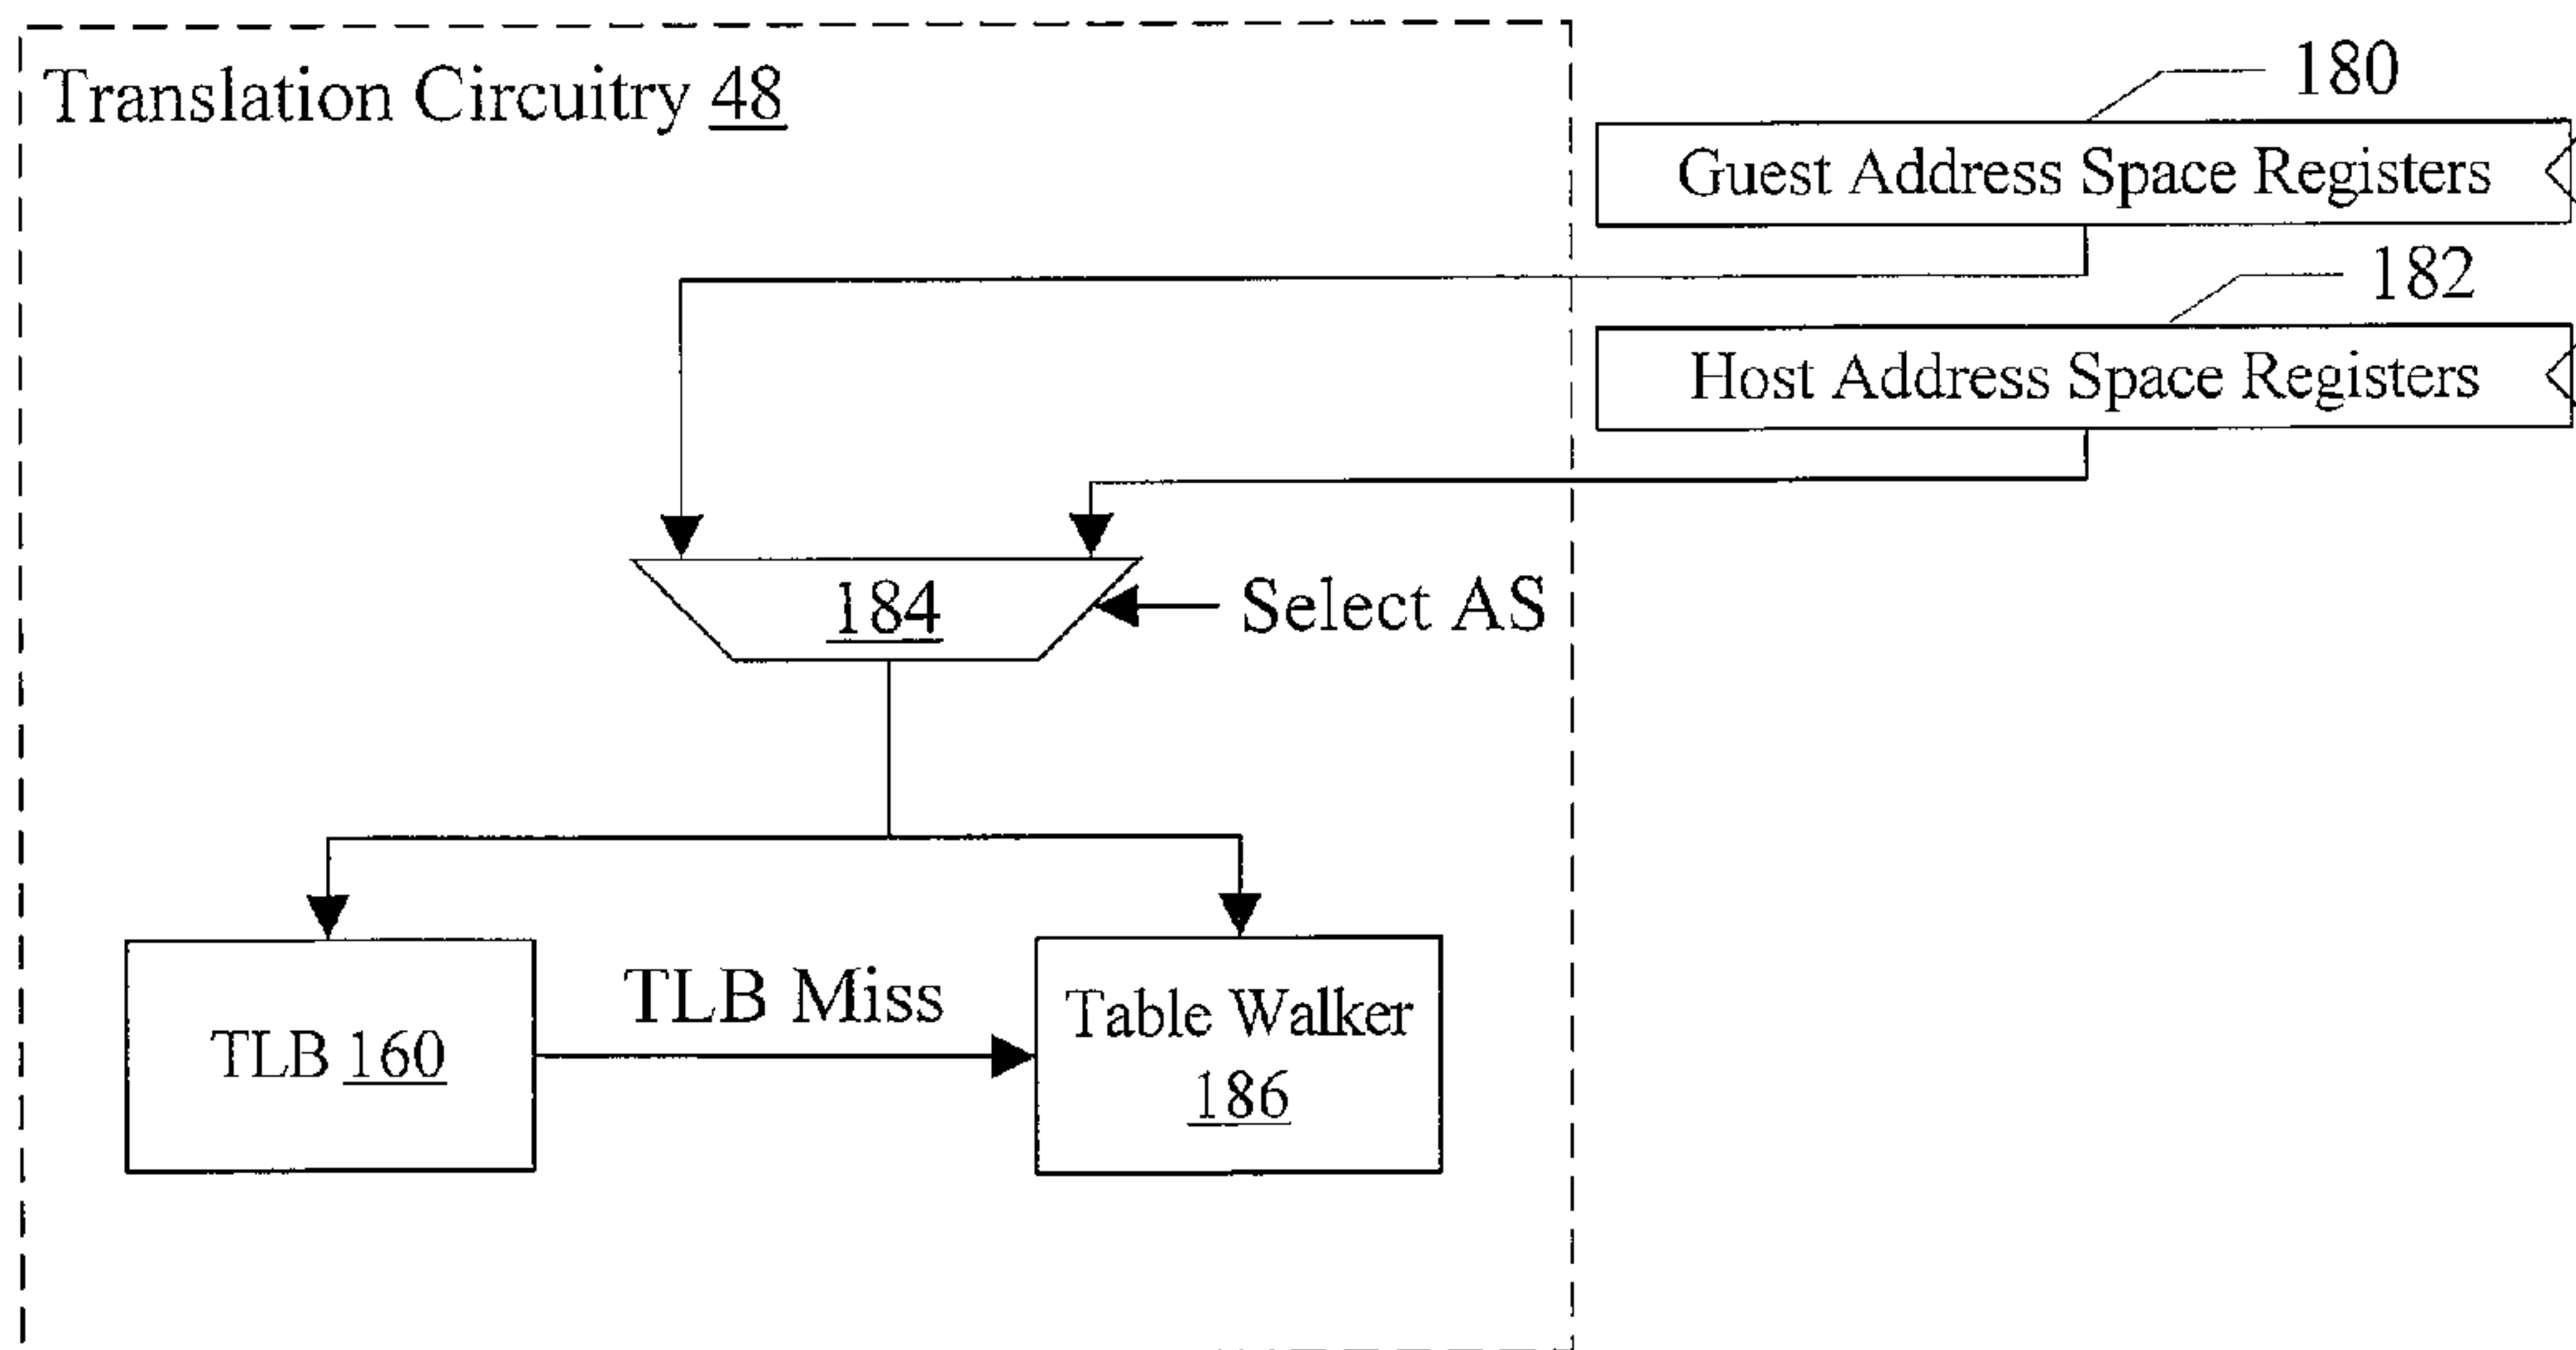 Translation Circuitry 48
180
Guest Address Space Registers
182
Host Address Space Registers
184
Select AS
TLB 160
TLB Miss
Table Walker
186